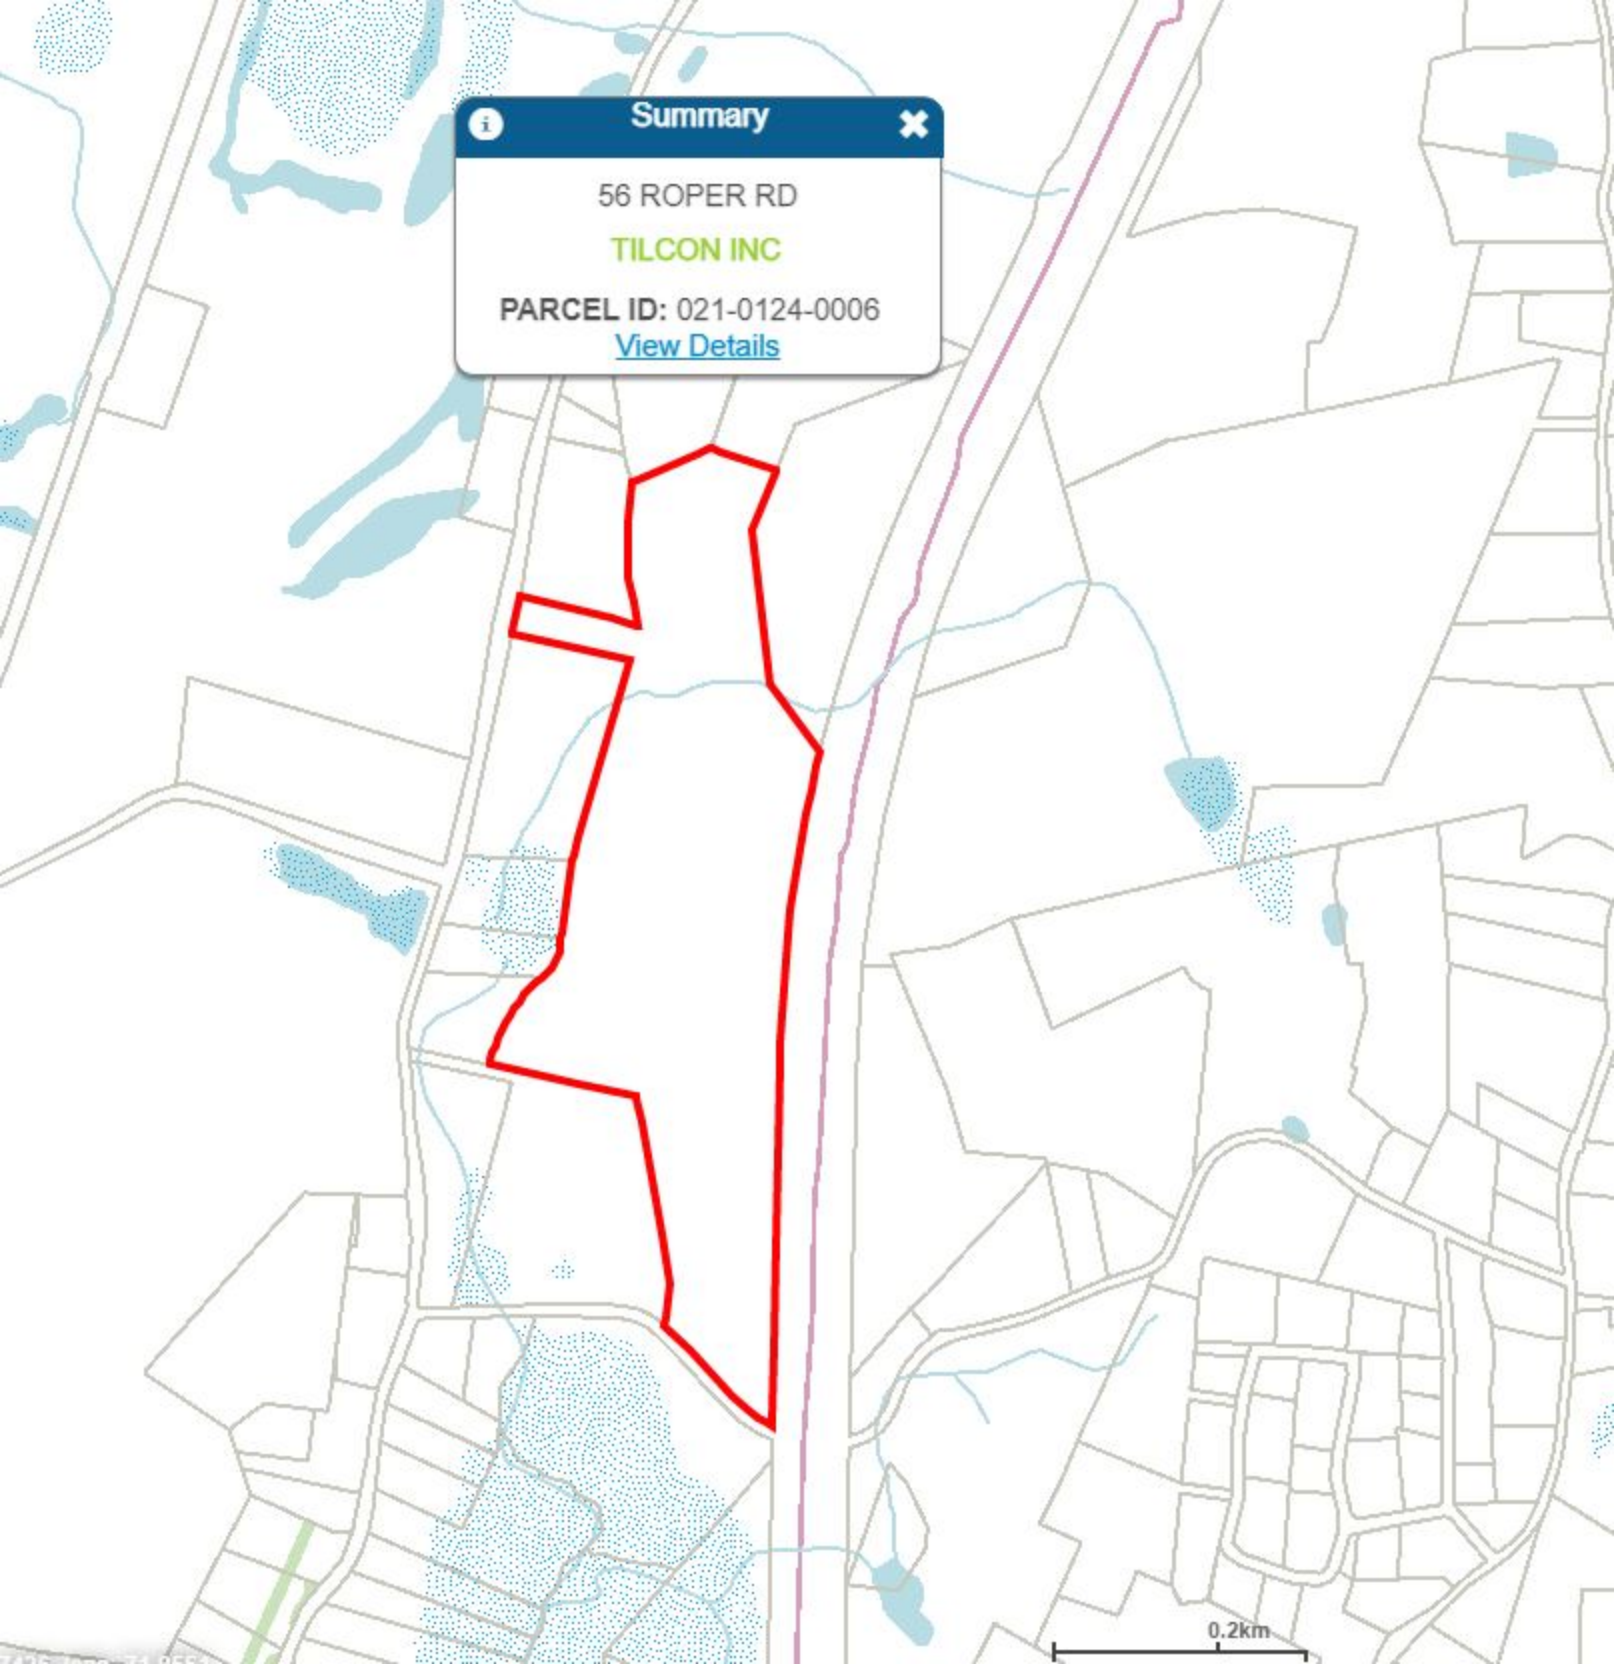 Summary
56 ROPER RD
TILCON INC
PARCEL ID: 021-0124-0006
View Details
0.2km